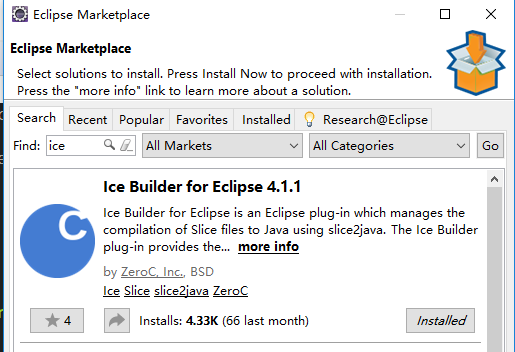 Eclipse Marketplace
Eclipse Marketplace
Select solutions to install. Press Install Now to proceed with installation.
Press the "more info" link to learn more about a solution.
Search Recent Popular Favorites Installed Research@Eclipse
Find: ice All Markets All Categories Go
Ice Builder for Eclipse 4.1.1
Ice Builder for Eclipse is an Eclipse plug-in which manages the
compilation of Slice files to Java using slice2java. The Ice Builder
plug-in provides the... more info
by ZeroC, Inc., BSD
Ice Slice slice2java ZeroC
4 Installs: 4.33K (66 last month) Installed